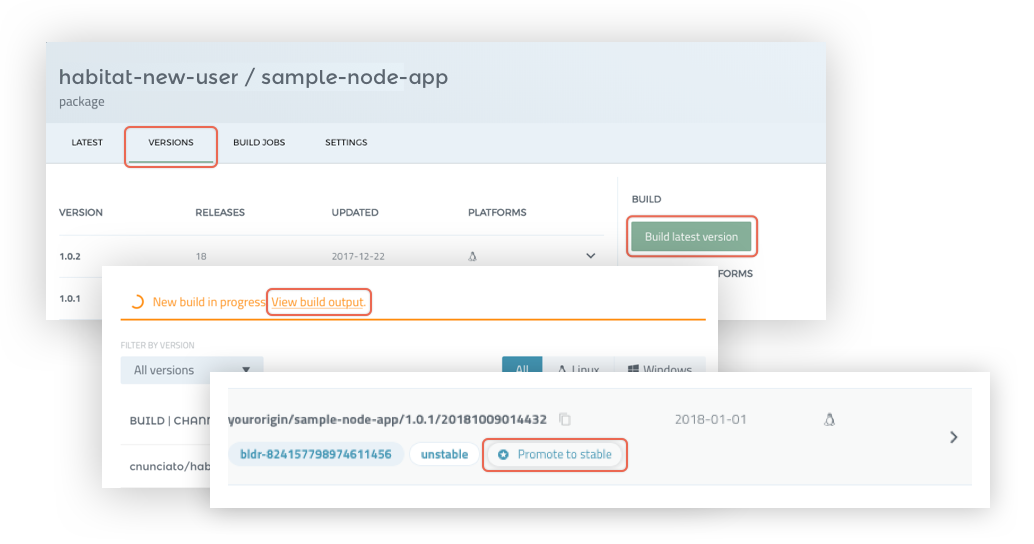 habitat-new-user / sample-node-app
package
LATEST VERSIONS BUILD JOBS SETTINGS
VERSION RELEASES UPDATED PLATFORMS
BUILD
Build latest version
1.0.2 18 2017-12-22
FORMS
1.0.1
New build in progress View build output.
FILTER BY VERSION
All versions All Linux Windows
BUILD | CHANN
yourorigin/sample-node-app/1.0.1/20181009014432 2018-01-01
bldr-824157798974611456 unstable Promote to stable
cnunciato/hab